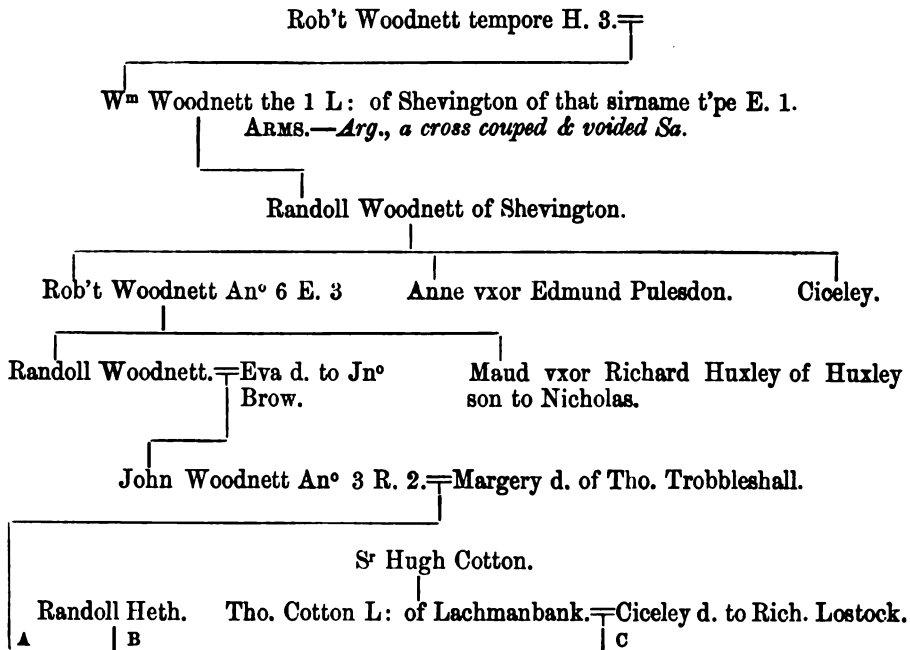 Rob't Woodnett tempore H. 3.
Wm Woodnett the 1 L: of Shevington of that sirname t'pe E. 1.
ARMS.—Arg., a cross couped & voided Sa.
Randoll Woodnett of Shevington.
Rob't Woodnett Ano 6 E. 3 Anne vxor Edmund Pulesdon. Ciceley.
Randoll Woodnett. Eva d. to Jno Maud vxor Richard Huxley of Huxley
Brow. son to Nicholas.
John Woodnett Ano 3 R. 2. Margery d. of Tho. Trobbleshall.
Sr Hugh Cotton.
Randoll Heth. Tho. Cotton L: of Lachmanbank. Ciceley d. to Rich. Lostock.
A B C